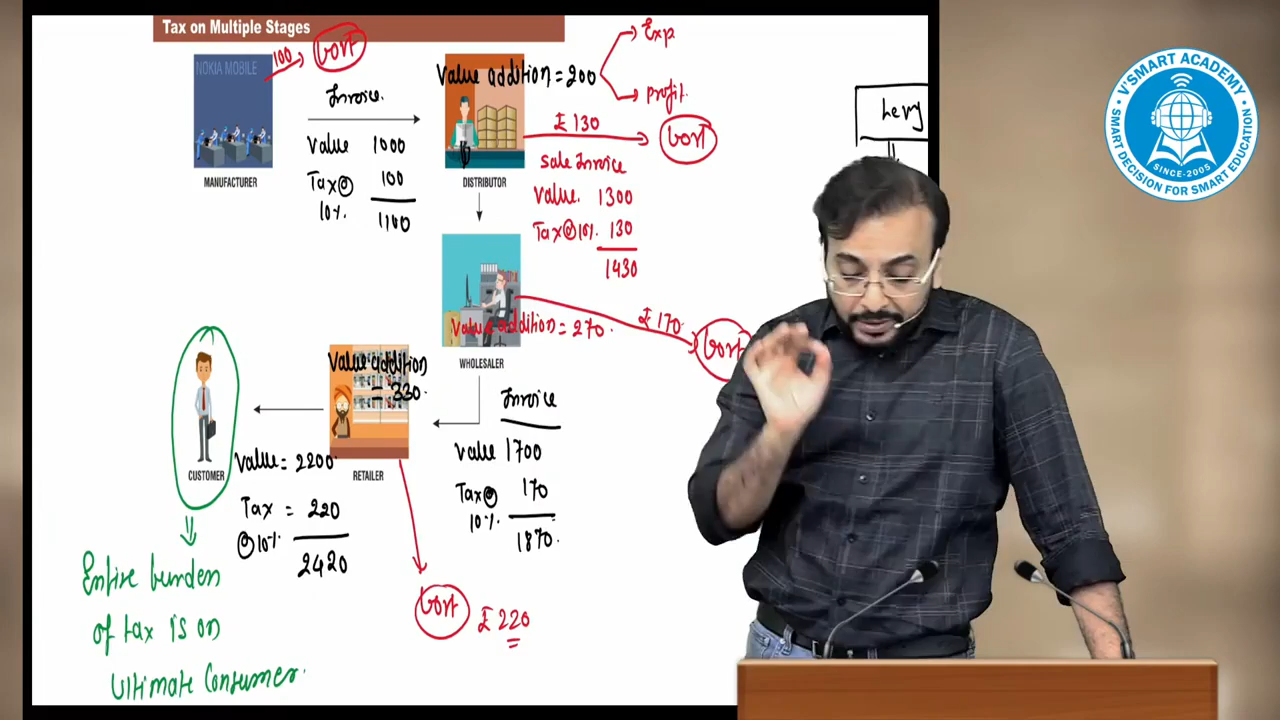 Tax on Multiple Stages
NOKIA MOBILE
100
Govt
MANUFACTURER
Invoice
Value 1000
Tax@ 100
10%.
1100
Value addition = 200
Exp
Profit.
DISTRIBUTOR
₤ 130
Govt
Sale Invoice
Value. 1300
Tax@10%. 130
1430
Value addition = 270.
₤ 170.
Govt
WHOLESALER
Invoice
Value 1700
Tax@ 170
10%.
1870.
Value addition
= 330.
RETAILER
Govt
₤ 220
CUSTOMER
Value = 2200.
Tax = 220
@10%.
2420
Entire burden
of tax is on
Ultimate Consumer.
Levy
V'SMART ACADEMY
SINCE-2005
SMART DECISION FOR SMART EDUCATION